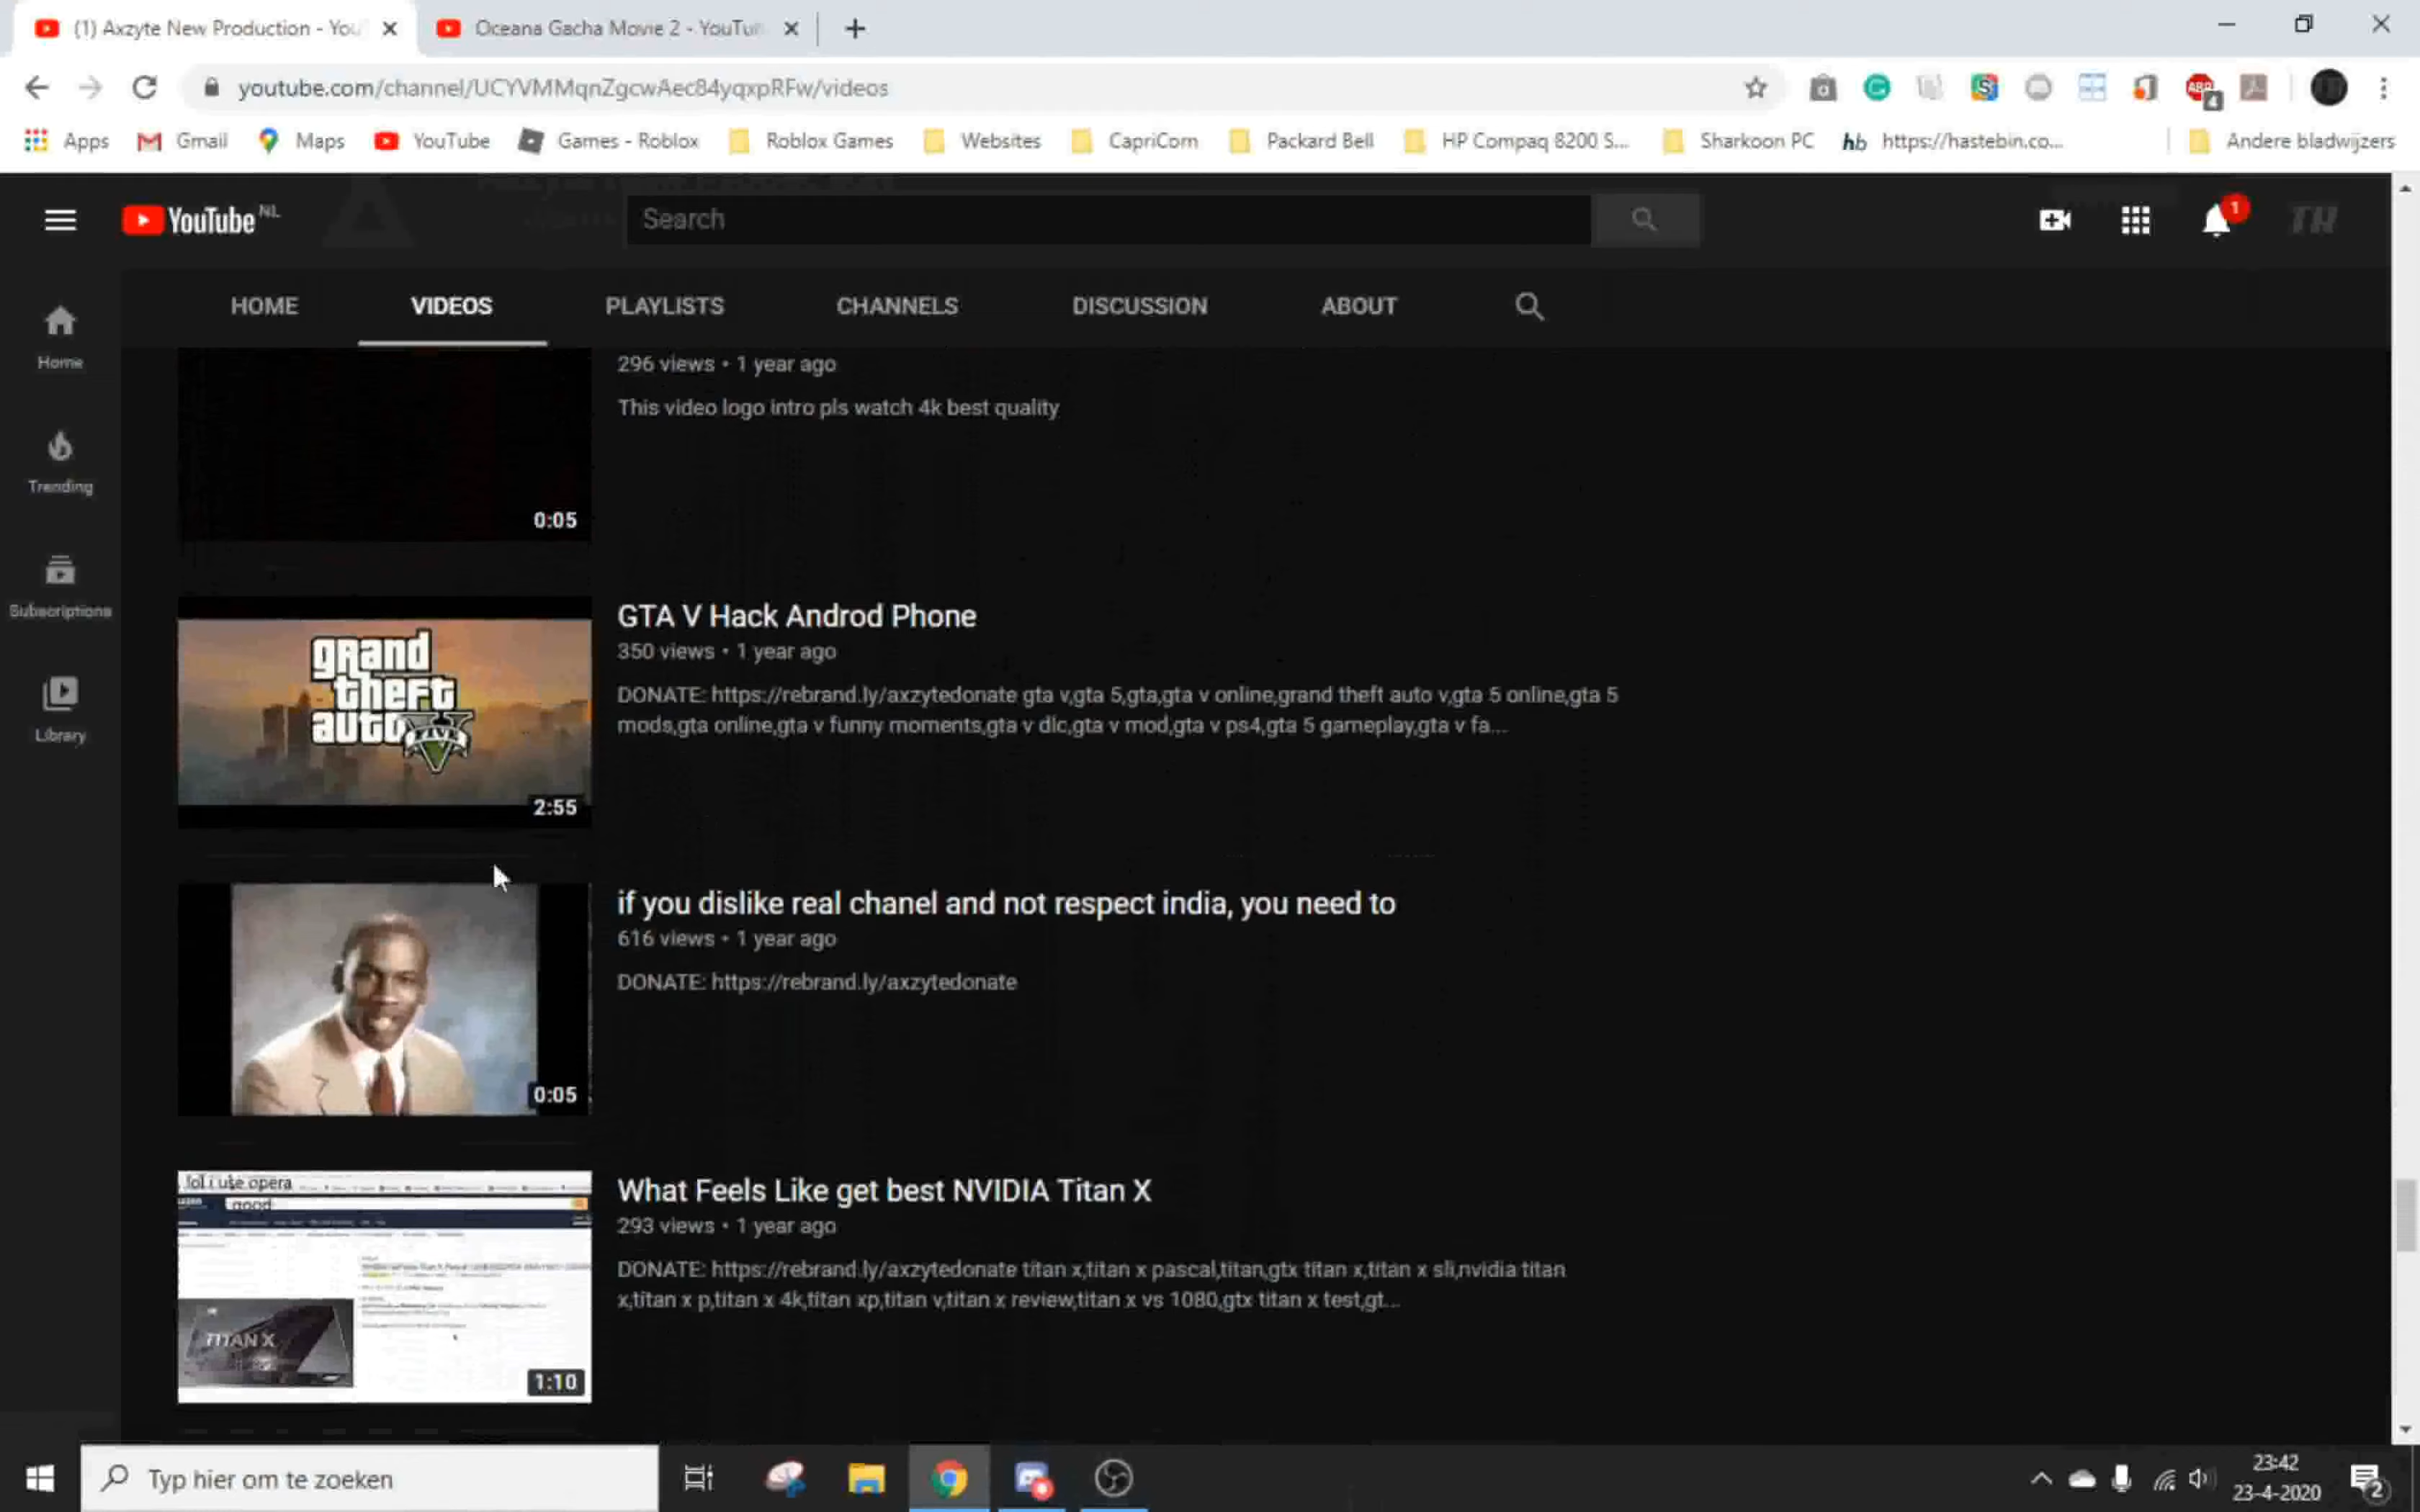 (1) Axzyte New Production - You
Oceana Gacha Movie 2 - YouTu
youtube.com/channel/UCYVMMqnZgcwAec84yqxpRFw/videos
ABP
4
Apps
Gmail
Maps
YouTube
Games - Roblox
Roblox Games
Websites
CapriCorn
Packard Bell
HP Compaq 8200 S...
Sharkoon PC
hb
https://hastebin.co...
Andere bladwijzers
YouTube NL
Search
1
TH
HOME
VIDEOS
PLAYLISTS
CHANNELS
DISCUSSION
ABOUT
Home
Trending
Subscriptions
Library
296 views • 1 year ago
This video logo intro pls watch 4k best quality
0:05
grand
theft
auto
FIVE
V
2:55
GTA V Hack Androd Phone
350 views • 1 year ago
DONATE: https://rebrand.ly/axzytedonate gta v,gta 5,gta,gta v online,grand theft auto v,gta 5 online,gta 5
mods,gta online,gta v funny moments,gta v dlc,gta v mod,gta v ps4,gta 5 gameplay,gta v fa...
0:05
if you dislike real chanel and not respect india, you need to
616 views • 1 year ago
DONATE: https://rebrand.ly/axzytedonate
lol i use opera
good
TITAN X
1:10
What Feels Like get best NVIDIA Titan X
293 views • 1 year ago
DONATE: https://rebrand.ly/axzytedonate titan x,titan x pascal,titan,gtx titan x,titan x sli,nvidia titan
x,titan x p,titan x 4k,titan xp,titan v,titan x review,titan x vs 1080,gtx titan x test,gt...
Typ hier om te zoeken
23:42
23-4-2020
2